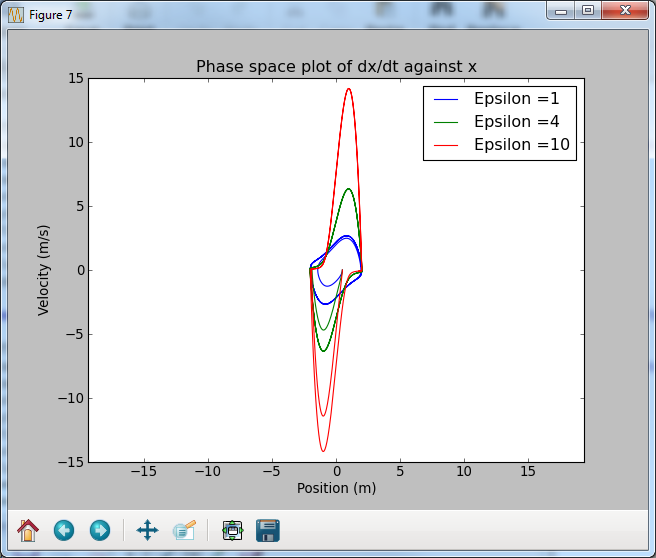 Figure 7
Phase space plot of dx/dt against x
Epsilon =1
Epsilon =4
Epsilon =10
15
10
5
0
−5
−10
−15
Velocity (m/s)
−15
−10
−5
0
5
10
15
Position (m)